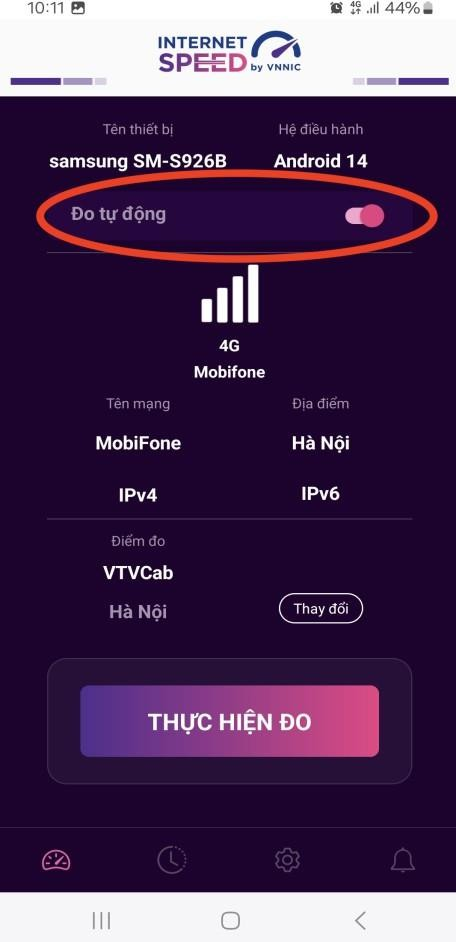 10:11 4G 44%
INTERNET
SPEED by VNNIC
Tên thiết bị Hệ điều hành
samsung SM-S926B Android 14
Đo tự động
4G
Mobifone
Tên mạng Địa điểm
MobiFone Hà Nội
IPv4 IPv6
Điểm đo
VTVCab
Hà Nội Thay đổi
THỰC HIỆN ĐO